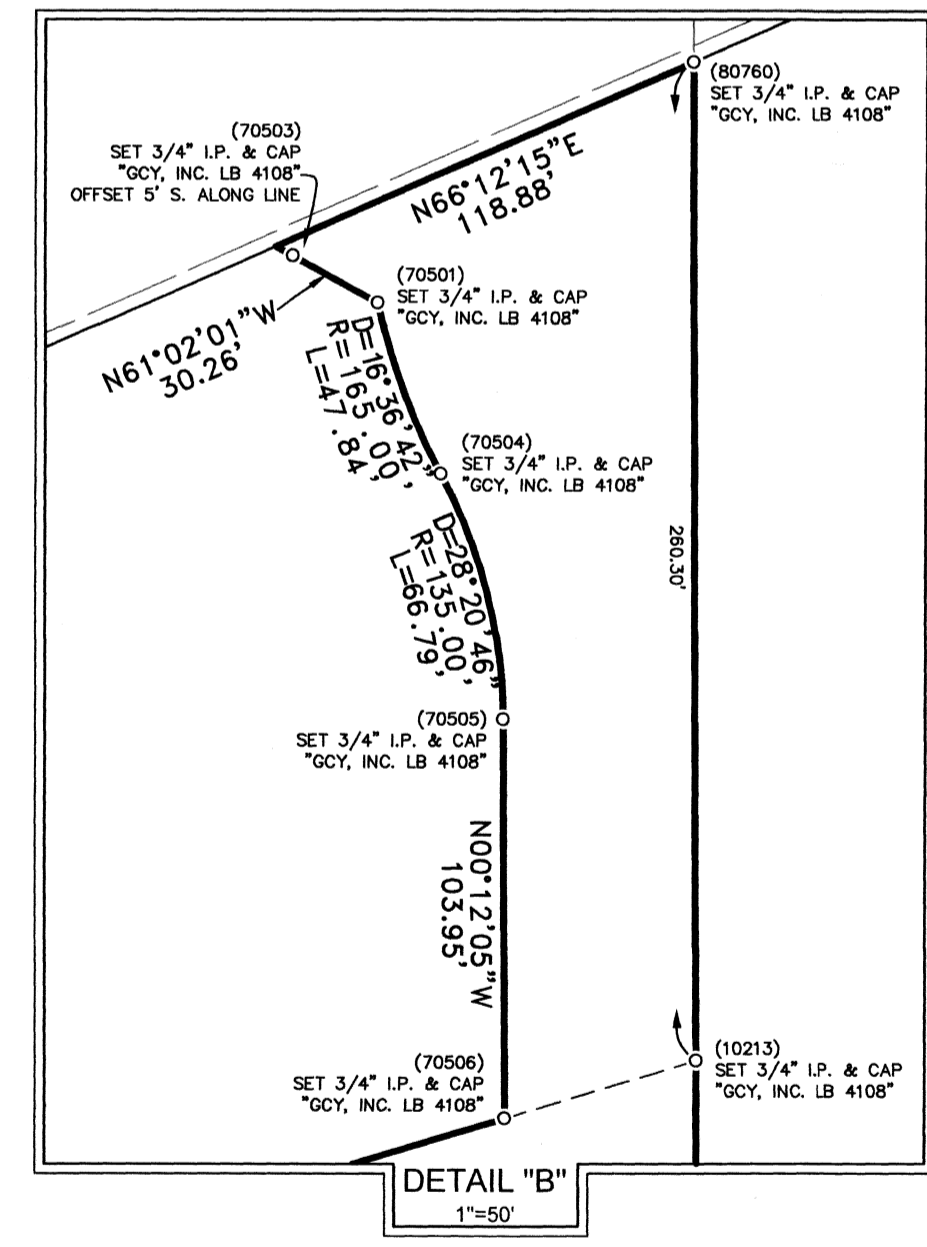 (80760)
SET 3/4" I.P. & CAP
"GCY, INC. LB 4108"
(70503)
SET 3/4" I.P. & CAP
"GCY, INC. LB 4108"
OFFSET 5' S. ALONG LINE
N66°12'15"E
118.88'
(70501)
SET 3/4" I.P. & CAP
"GCY, INC. LB 4108"
N61°02'01"W
30.26'
D=16°36'42"
R=165.00'
L=47.84'
(70504)
SET 3/4" I.P. & CAP
"GCY, INC. LB 4108"
D=28°20'46"
R=135.00'
L=66.79'
260.30'
(70505)
SET 3/4" I.P. & CAP
"GCY, INC. LB 4108"
N00°12'05"W
103.95'
(70506)
SET 3/4" I.P. & CAP
"GCY, INC. LB 4108"
(10213)
SET 3/4" I.P. & CAP
"GCY, INC. LB 4108"
DETAIL "B"
1"=50'